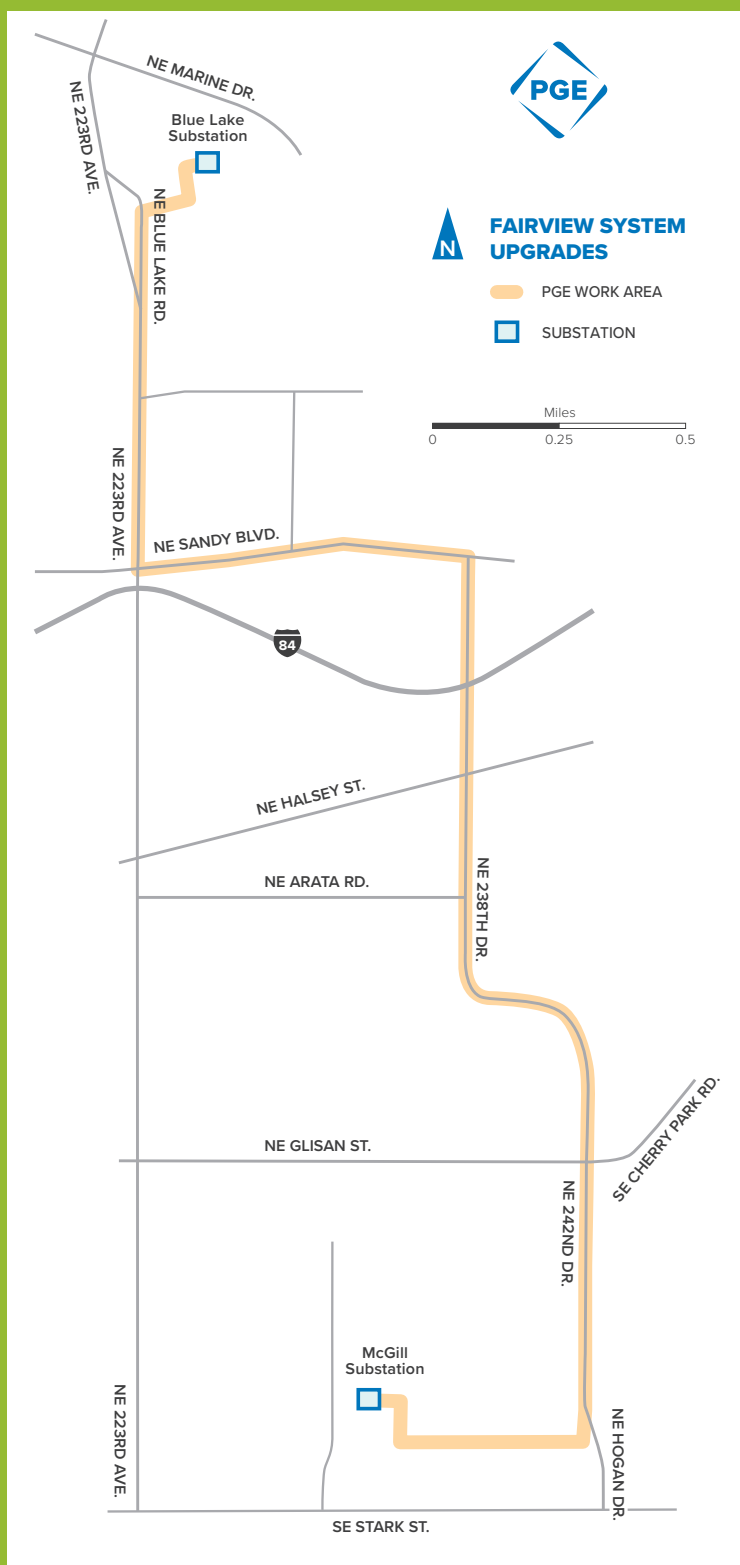 NE MARINE DR.
PGE
NE 223RD AVE.
Blue Lake
Substation
NE BLUE LAKE RD.
N
FAIRVIEW SYSTEM
UPGRADES
PGE WORK AREA
SUBSTATION
Miles
0 0.25 0.5
NE 223RD AVE.
NE SANDY BLVD.
84
NE HALSEY ST.
NE ARATA RD.
NE 238TH DR.
SE CHERRY PARK RD.
NE GLISAN ST.
NE 242ND DR.
McGill
Substation
NE 223RD AVE.
NE HOGAN DR.
SE STARK ST.